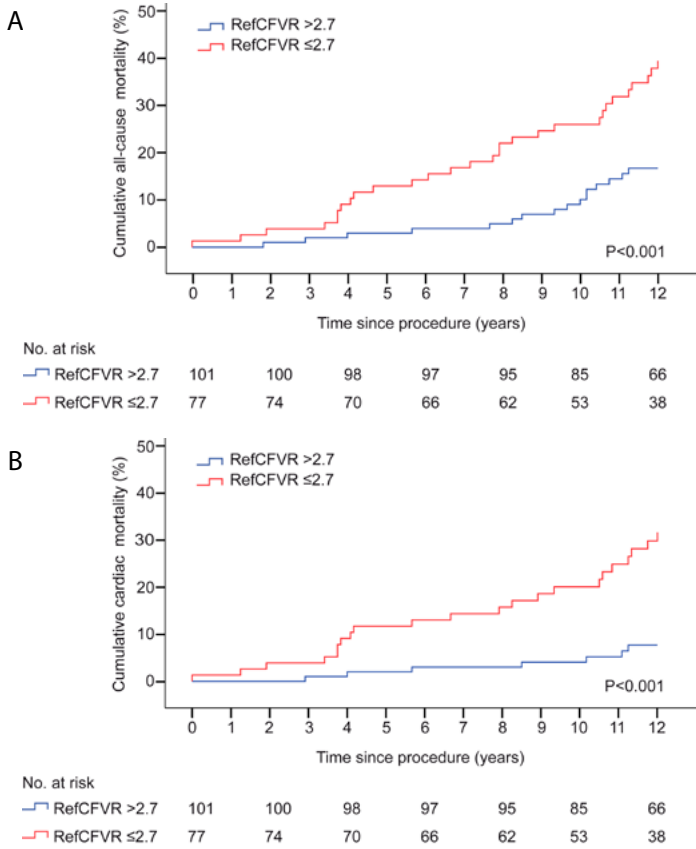 A
Cumulative all-cause mortality (%)
50
40
30
20
10
0
RefCFVR >2.7
RefCFVR ≤2.7
P<0.001
0 1 2 3 4 5 6 7 8 9 10 11 12
Time since procedure (years)
No. at risk
RefCFVR >2.7 101 100 98 97 95 85 66
RefCFVR ≤2.7 77 74 70 66 62 53 38
B
Cumulative cardiac mortality (%)
50
40
30
20
10
0
RefCFVR >2.7
RefCFVR ≤2.7
P<0.001
0 1 2 3 4 5 6 7 8 9 10 11 12
Time since procedure (years)
No. at risk
RefCFVR >2.7 101 100 98 97 95 85 66
RefCFVR ≤2.7 77 74 70 66 62 53 38